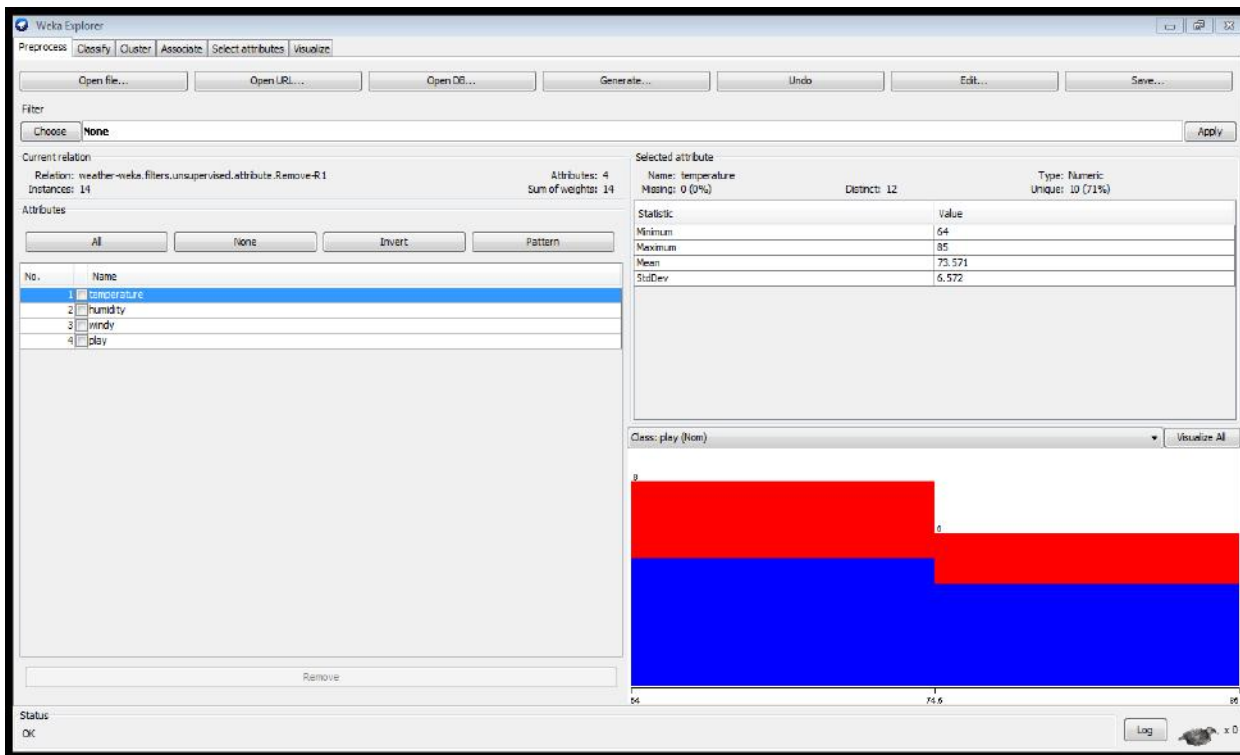 Weka Explorer
Preprocess Classify Cluster Associate Select attributes Visualize
Open file... Open URL... Open DB... Generate... Undo Edit... Save...
Filter
Choose None Apply
Current relation
Relation: weather-weka.filters.unsupervised.attribute.Remove-R1 Attributes: 4
Instances: 14 Sum of weights: 14
Selected attribute
Name: temperature Type: Numeric
Missing: 0 (0%) Distinct: 12 Unique: 10 (71%)
Attributes
All None Invert Pattern
No. Name
1 temperature
2 humidity
3 windy
4 play
Remove
Statistic Value
Minimum 64
Maximum 85
Mean 73.571
StdDev 6.572
Class: play (Nom) Visualize All
8
6
64 74.5 85
Status
OK
Log x 0